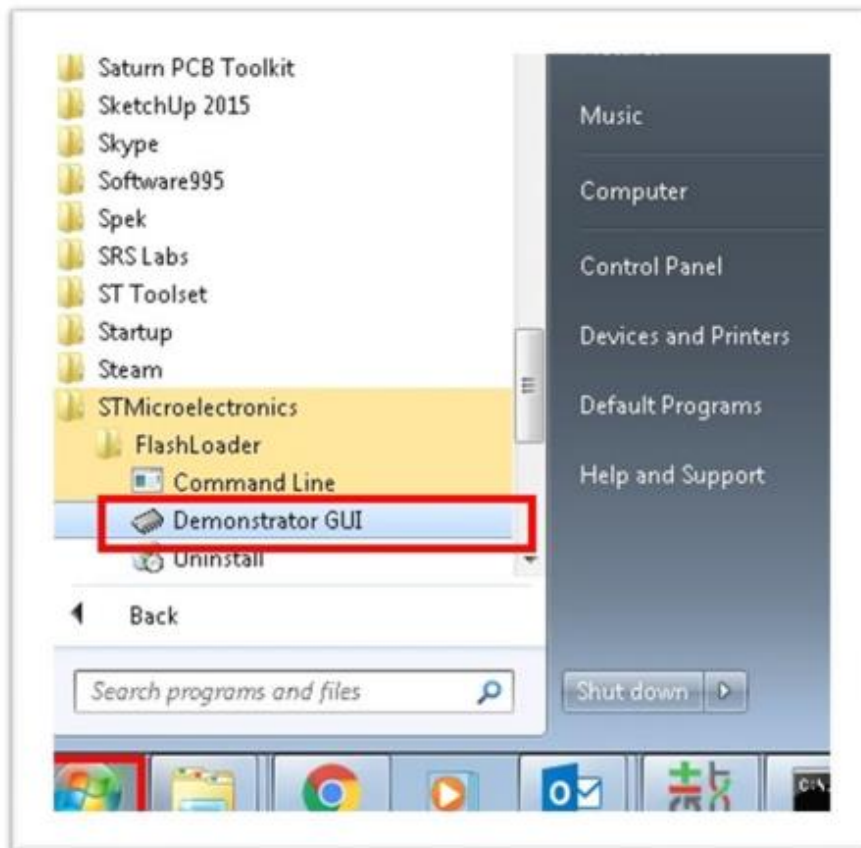 Saturn PCB Toolkit
SketchUp 2015
Skype
Software995
Spek
SRS Labs
ST Toolset
Startup
Steam
STMicroelectronics
FlashLoader
Command Line
Demonstrator GUI
Uninstall
Back
Search programs and files
Music
Computer
Control Panel
Devices and Printers
Default Programs
Help and Support
Shut down